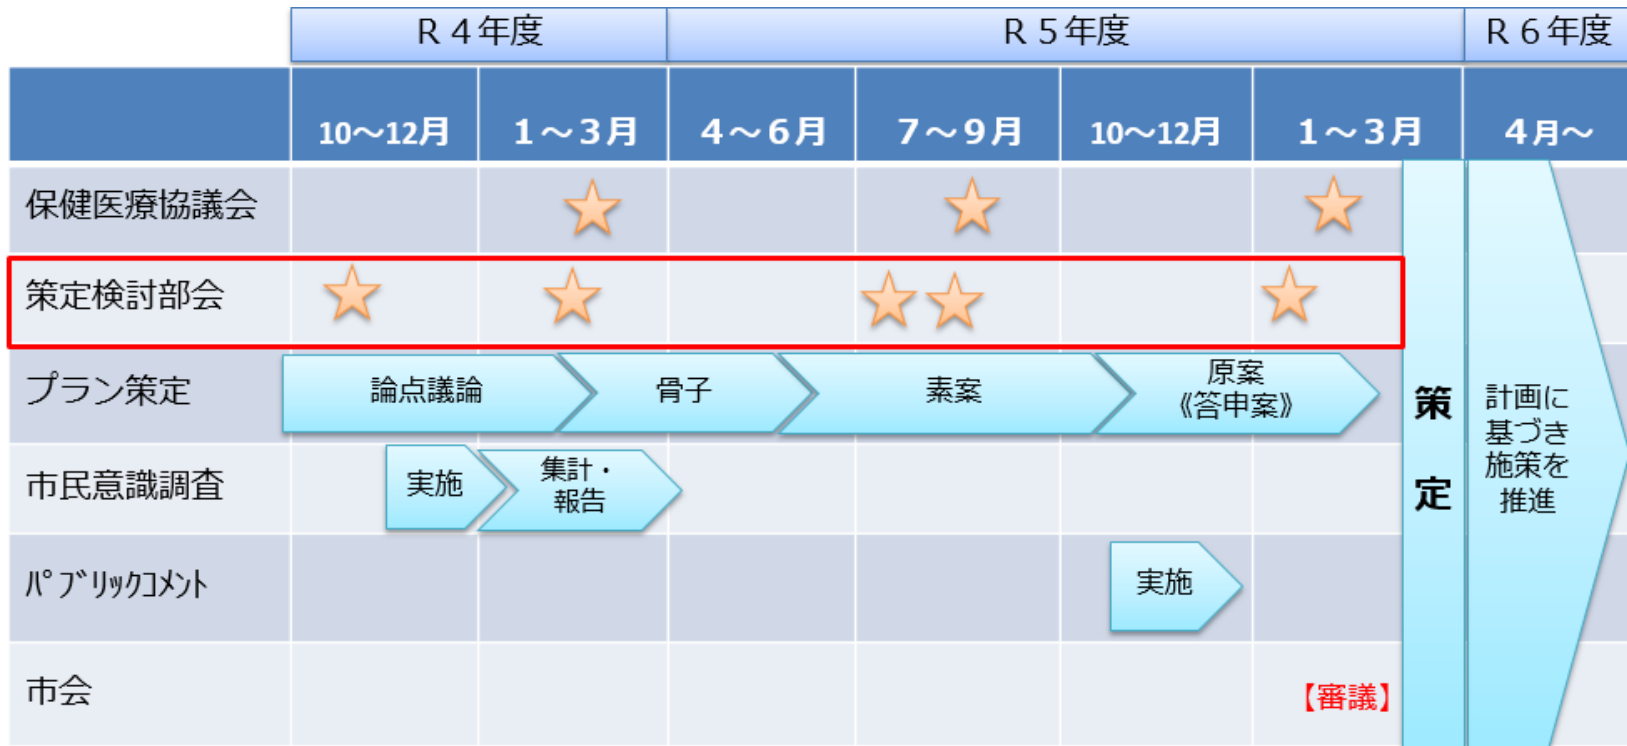 R４年度
R５年度
R６年度
10～12月
１～３月
４～６月
７～９月
10～12月
１～３月
４月～
保健医療協議会
策定検討部会
プラン策定
論点議論
骨子
素案
原案
《答申案》
市民意識調査
実施
集計・
報告
ﾊﾟﾌﾞﾘｯｸｺﾒﾝﾄ
実施
市会
【審議】
策
定
計画に
基づき
施策を
推進